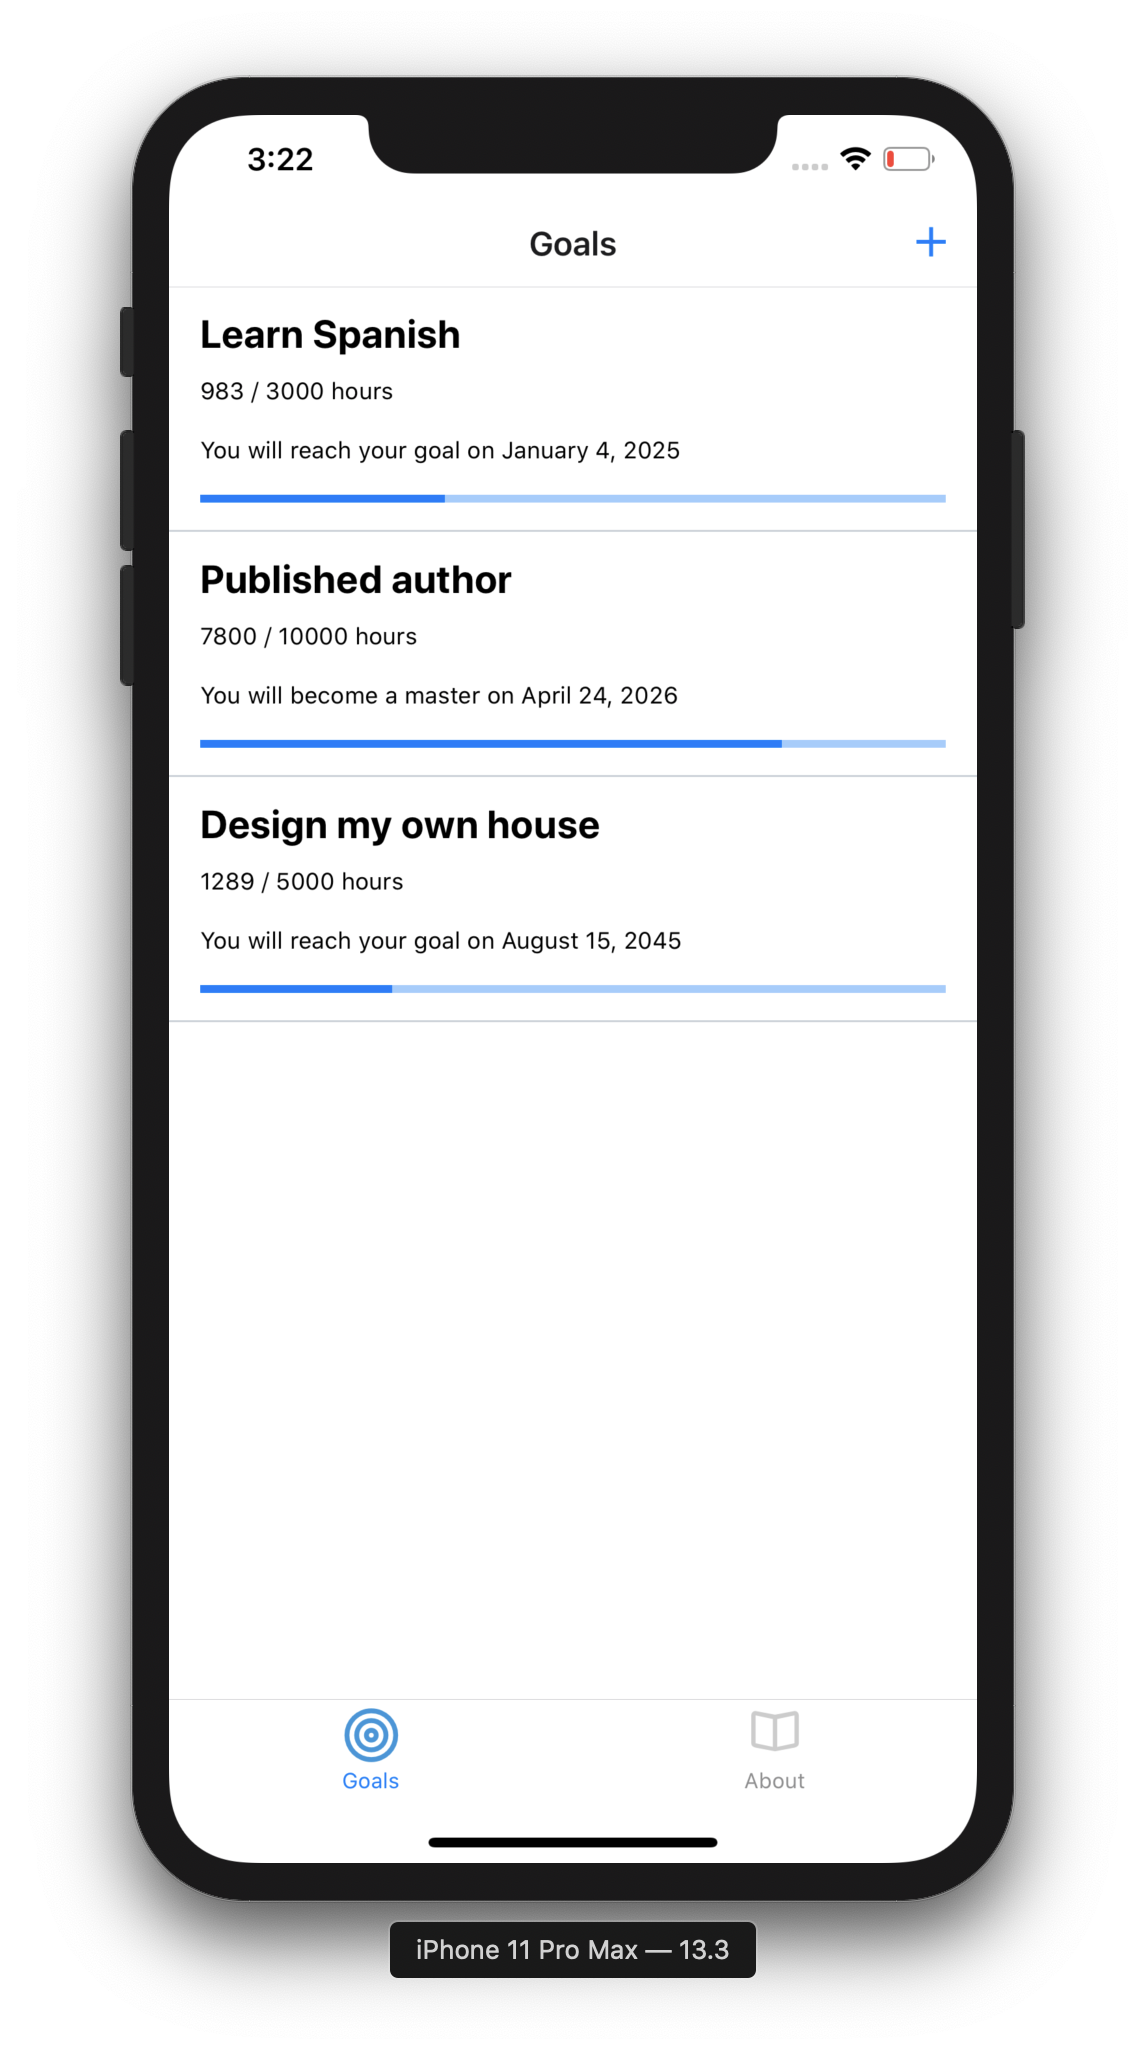 3:22
Goals
Learn Spanish
983 / 3000 hours
You will reach your goal on January 4, 2025
Published author
7800 / 10000 hours
You will become a master on April 24, 2026
Design my own house
1289 / 5000 hours
You will reach your goal on August 15, 2045
Goals
About
iPhone 11 Pro Max — 13.3